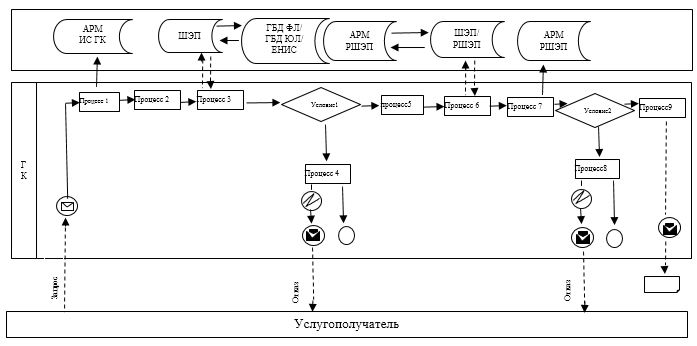 АРМ
ИС ГК
ШЭП
ГБД ФЛ/
ГБД ЮЛ/
ЕНИС
АРМ
РШЭП
ШЭП/
РШЭП
АРМ
РШЭП
Процесс 1
Процесс 2
Процесс 3
Условие1
процесс5
Процесс 6
Процесс 7
Условие2
Процесс9
Г
К
Процесс 4
Процесс8
Запрос
Отказ
Отказ
Услугополучатель